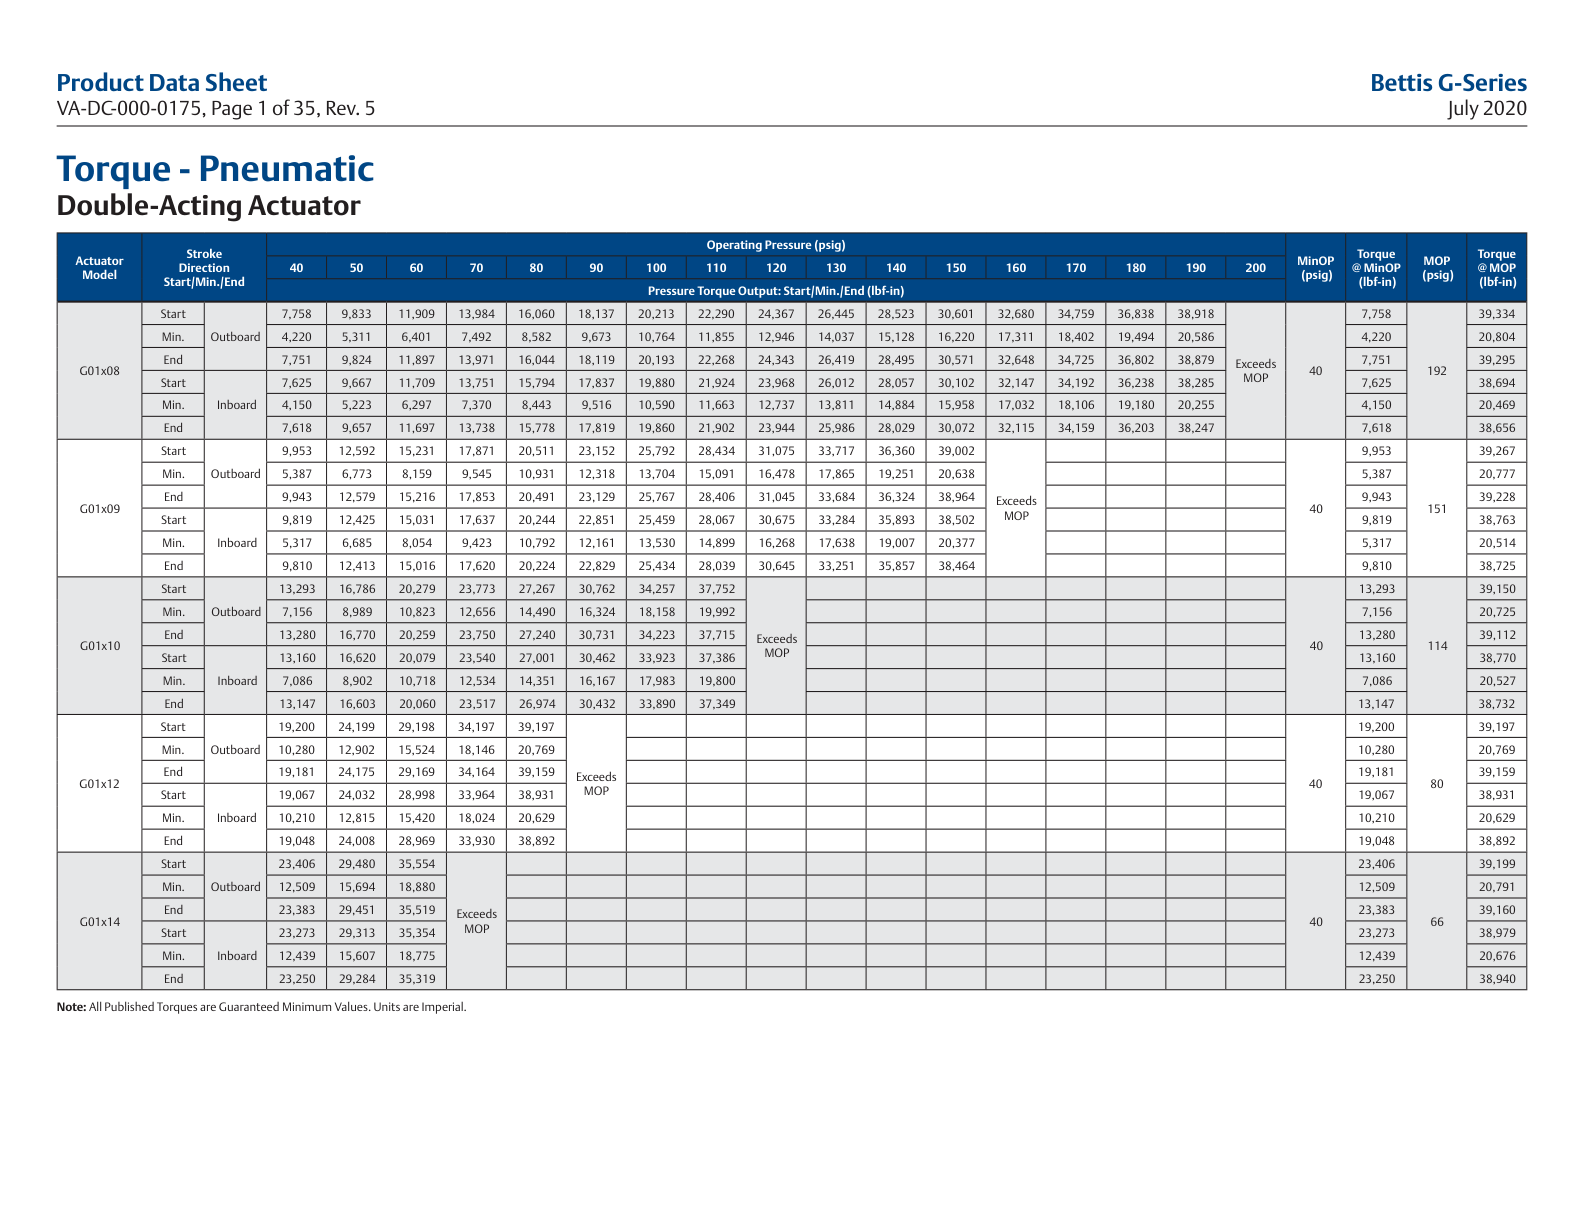 Product Data Sheet
Bettis G-Series
VA-DC-000-0175, Page 1 of 35, Rev. 5
July 2020
Torque - Pneumatic
Double-Acting Actuator
Actuator Model Stroke Direction Start/Min./End Operating Pressure (psig) MinOP (psig) Torque @ MinOP (lbf-in) MOP (psig) Torque @ MOP (lbf-in)
40 50 60 70 80 90 100 110 120 130 140 150 160 170 180 190 200
Pressure Torque Output: Start/Min./End (lbf-in)
G01x08 Start Outboard 7,758 9,833 11,909 13,984 16,060 18,137 20,213 22,290 24,367 26,445 28,523 30,601 32,680 34,759 36,838 38,918 Exceeds MOP 40 7,758 192 39,334
Min. 4,220 5,311 6,401 7,492 8,582 9,673 10,764 11,855 12,946 14,037 15,128 16,220 17,311 18,402 19,494 20,586 4,220 20,804
End 7,751 9,824 11,897 13,971 16,044 18,119 20,193 22,268 24,343 26,419 28,495 30,571 32,648 34,725 36,802 38,879 7,751 39,295
Start Inboard 7,625 9,667 11,709 13,751 15,794 17,837 19,880 21,924 23,968 26,012 28,057 30,102 32,147 34,192 36,238 38,285 7,625 38,694
Min. 4,150 5,223 6,297 7,370 8,443 9,516 10,590 11,663 12,737 13,811 14,884 15,958 17,032 18,106 19,180 20,255 4,150 20,469
End 7,618 9,657 11,697 13,738 15,778 17,819 19,860 21,902 23,944 25,986 28,029 30,072 32,115 34,159 36,203 38,247 7,618 38,656
G01x09 Start Outboard 9,953 12,592 15,231 17,871 20,511 23,152 25,792 28,434 31,075 33,717 36,360 39,002 Exceeds MOP 40 9,953 151 39,267
Min. 5,387 6,773 8,159 9,545 10,931 12,318 13,704 15,091 16,478 17,865 19,251 20,638 5,387 20,777
End 9,943 12,579 15,216 17,853 20,491 23,129 25,767 28,406 31,045 33,684 36,324 38,964 9,943 39,228
Start Inboard 9,819 12,425 15,031 17,637 20,244 22,851 25,459 28,067 30,675 33,284 35,893 38,502 9,819 38,763
Min. 5,317 6,685 8,054 9,423 10,792 12,161 13,530 14,899 16,268 17,638 19,007 20,377 5,317 20,514
End 9,810 12,413 15,016 17,620 20,224 22,829 25,434 28,039 30,645 33,251 35,857 38,464 9,810 38,725
G01x10 Start Outboard 13,293 16,786 20,279 23,773 27,267 30,762 34,257 37,752 Exceeds MOP 40 13,293 114 39,150
Min. 7,156 8,989 10,823 12,656 14,490 16,324 18,158 19,992 7,156 20,725
End 13,280 16,770 20,259 23,750 27,240 30,731 34,223 37,715 13,280 39,112
Start Inboard 13,160 16,620 20,079 23,540 27,001 30,462 33,923 37,386 13,160 38,770
Min. 7,086 8,902 10,718 12,534 14,351 16,167 17,983 19,800 7,086 20,527
End 13,147 16,603 20,060 23,517 26,974 30,432 33,890 37,349 13,147 38,732
G01x12 Start Outboard 19,200 24,199 29,198 34,197 39,197 Exceeds MOP 40 19,200 80 39,197
Min. 10,280 12,902 15,524 18,146 20,769 10,280 20,769
End 19,181 24,175 29,169 34,164 39,159 19,181 39,159
Start Inboard 19,067 24,032 28,998 33,964 38,931 19,067 38,931
Min. 10,210 12,815 15,420 18,024 20,629 10,210 20,629
End 19,048 24,008 28,969 33,930 38,892 19,048 38,892
G01x14 Start Outboard 23,406 29,480 35,554 Exceeds MOP 40 23,406 66 39,199
Min. 12,509 15,694 18,880 12,509 20,791
End 23,383 29,451 35,519 23,383 39,160
Start Inboard 23,273 29,313 35,354 23,273 38,979
Min. 12,439 15,607 18,775 12,439 20,676
End 23,250 29,284 35,319 23,250 38,940
Note: All Published Torques are Guaranteed Minimum Values. Units are Imperial.